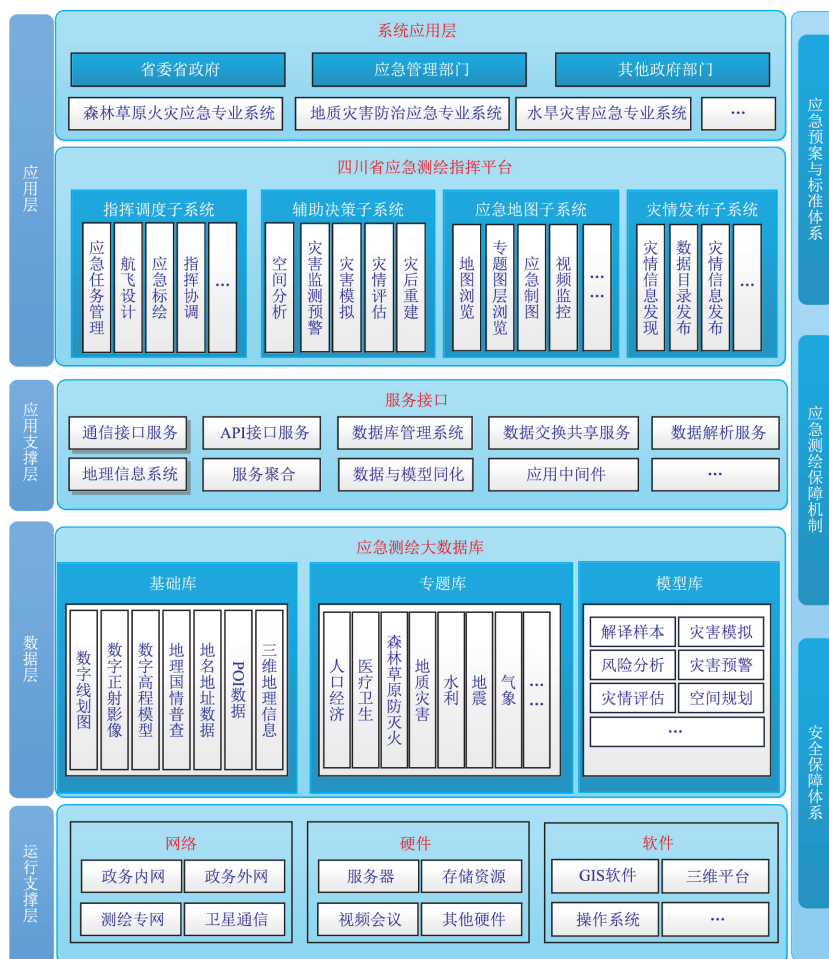 系统应用层
省委省政府
应急管理部门
其他政府部门
森林草原火灾应急专业系统
地质灾害防治应急专业系统
水旱灾害应急专业系统
…
应用层
四川省应急测绘指挥平台
指挥调度子系统
应急任务管理
航飞设计
应急标绘
指挥协调
…
辅助决策子系统
空间分析
灾害监测预警
灾害模拟
灾情评估
灾后重建
应急地图子系统
地图浏览
专题图层浏览
应急制图
视频监控
……
灾情发布子系统
灾情信息发现
数据目录发布
灾情信息发布
…
应用支撑层
服务接口
通信接口服务
API接口服务
数据库管理系统
数据交换共享服务
数据解析服务
地理信息系统
服务聚合
数据与模型同化
应用中间件
…
数据层
应急测绘大数据库
基础库
数字线划图
数字正射影像
数字高程模型
地理国情普查
地名地址数据
POI数据
三维地理信息
专题库
人口经济
医疗卫生
森林草原防灭火
地质灾害
水利
地震
气象
……
模型库
解译样本
灾害模拟
风险分析
灾害预警
灾情评估
空间规划
…
运行支撑层
网络
政务内网
政务外网
测绘专网
卫星通信
硬件
服务器
存储资源
视频会议
其他硬件
软件
GIS软件
三维平台
操作系统
…
应急预案与标准体系
应急测绘保障机制
安全保障体系